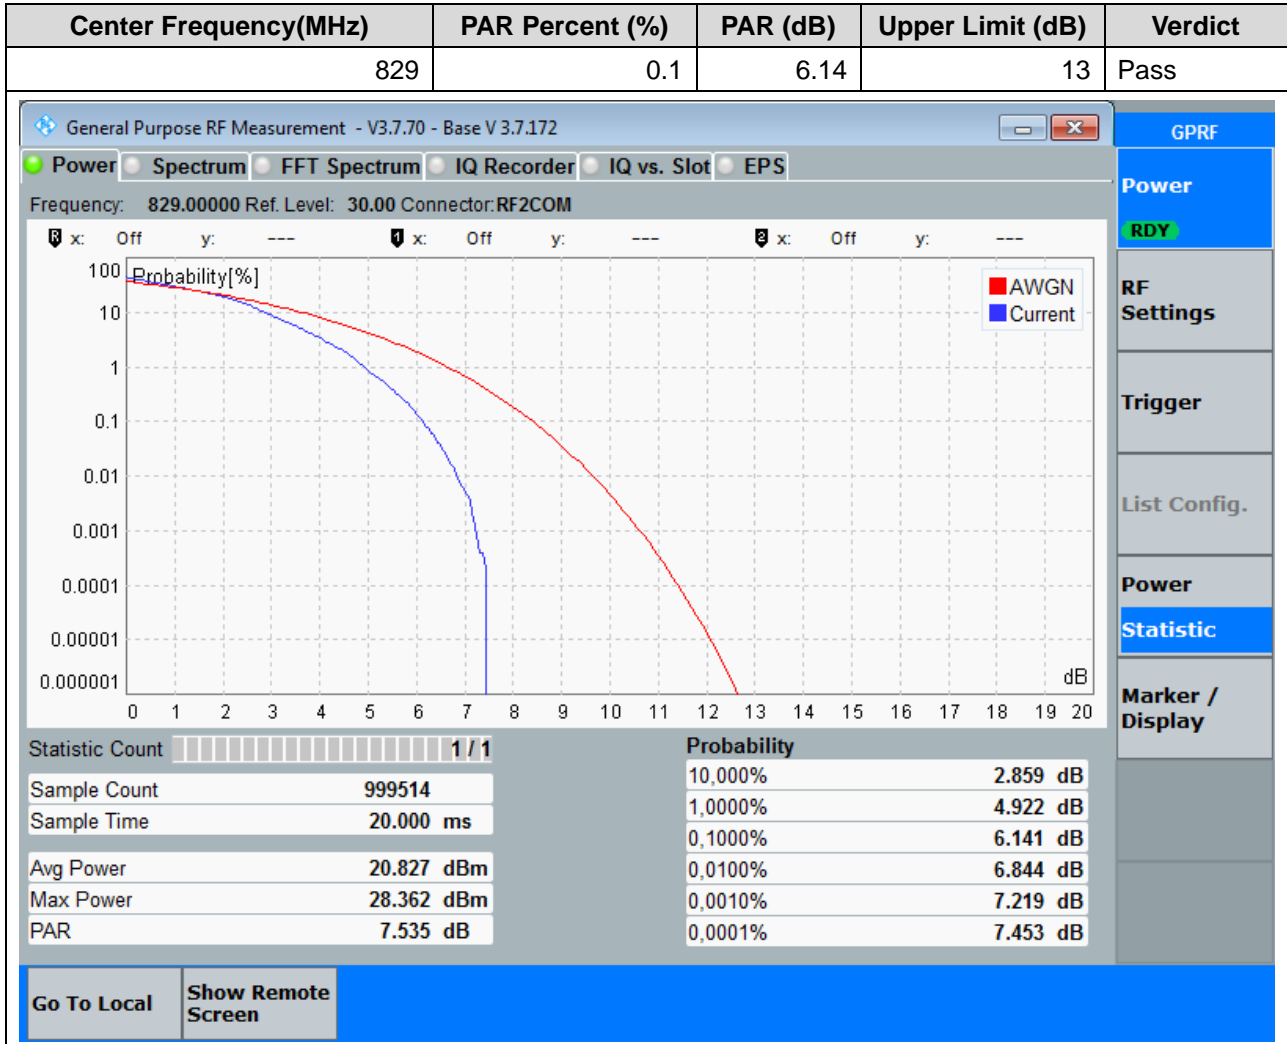 Center Frequency(MHz) PAR Percent (%) PAR (dB) Upper Limit (dB) Verdict
829 0.1 6.14 13 Pass
General Purpose RF Measurement - V3.7.70 - Base V 3.7.172
GPRF
Power Spectrum FFT Spectrum IQ Recorder IQ vs. Slot EPS
Frequency: 829.00000 Ref. Level: 30.00 Connector: RF2COM
R x: Off y: --- 1 x: Off y: --- 2 x: Off y: ---
Probability[%]
AWGN
Current
100
10
1
0.1
0.01
0.001
0.0001
0.00001
0.000001
dB
0 1 2 3 4 5 6 7 8 9 10 11 12 13 14 15 16 17 18 19 20
Power
RDY
RF
Settings
Trigger
List Config.
Power
Statistic
Marker /
Display
Statistic Count 1 / 1
Sample Count 999514
Sample Time 20.000 ms
Avg Power 20.827 dBm
Max Power 28.362 dBm
PAR 7.535 dB
Probability
10,000% 2.859 dB
1,0000% 4.922 dB
0,1000% 6.141 dB
0,0100% 6.844 dB
0,0010% 7.219 dB
0,0001% 7.453 dB
Go To Local
Show Remote
Screen